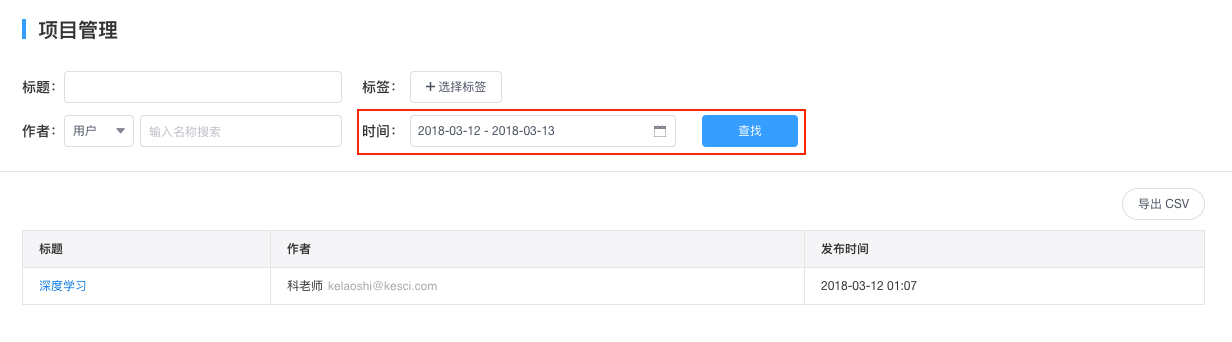 项目管理
标题: 标签: +选择标签
作者: 用户 输入名称搜索 时间: 2018-03-12 - 2018-03-13 查找
导出 CSV
标题 作者 发布时间
深度学习 科老师 kelaoshi@kesci.com 2018-03-12 01:07